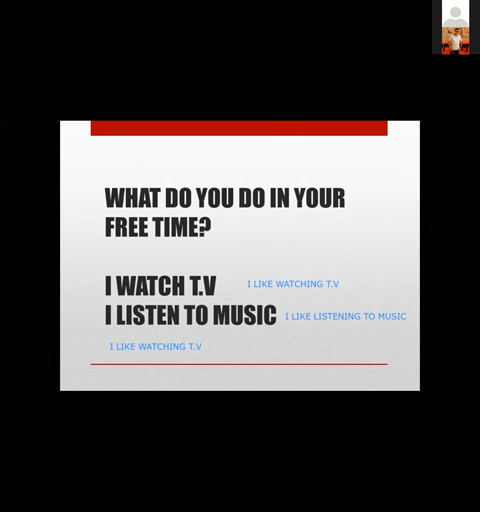 WHAT DO YOU DO IN YOUR
FREE TIME?
I WATCH T.V
I LIKE WATCHING T.V
I LISTEN TO MUSIC
I LIKE LISTENING TO MUSIC
I LIKE WATCHING T.V